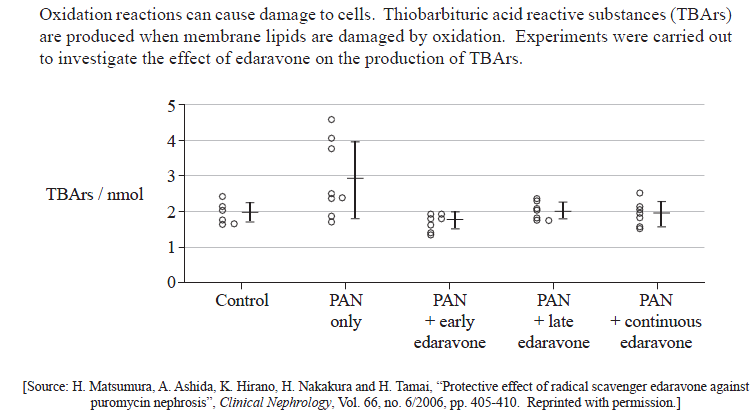 Oxidation reactions can cause damage to cells. Thiobarbituric acid reactive substances (TBArs)
are produced when membrane lipids are damaged by oxidation. Experiments were carried out
to investigate the effect of edaravone on the production of TBArs.
5
4
3
TBArs / nmol
2
1
0
Control PAN PAN PAN PAN
only + early + late + continuous
edaravone edaravone edaravone
[Source: H. Matsumura, A. Ashida, K. Hirano, H. Nakakura and H. Tamai, “Protective effect of radical scavenger edaravone against
puromycin nephrosis”, Clinical Nephrology, Vol. 66, no. 6/2006, pp. 405-410. Reprinted with permission.]